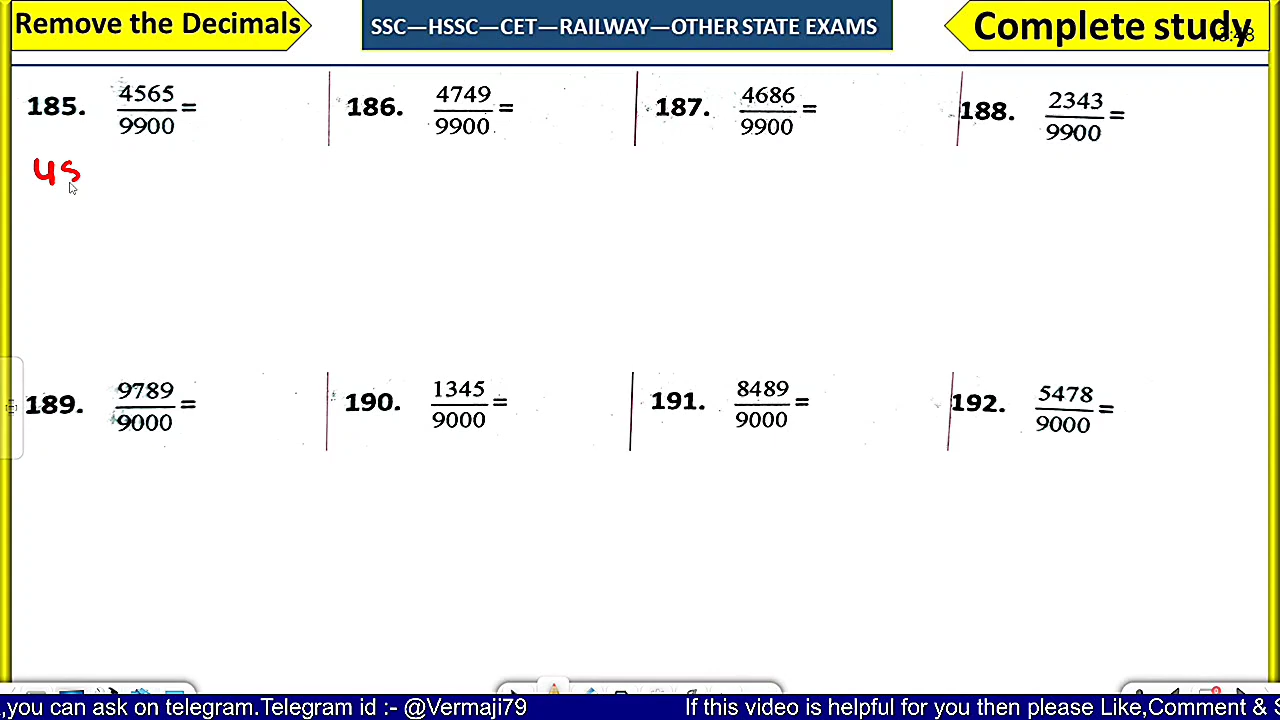 Remove the Decimals
SSC—HSSC—CET—RAILWAY—OTHER STATE EXAMS
Complete study
185. 4565/9900 =
186. 4749/9900 =
187. 4686/9900 =
188. 2343/9900 =
45
189. 9789/9000 =
190. 1345/9000 =
191. 8489/9000 =
192. 5478/9000 =
,you can ask on telegram.Telegram id :- @Vermaji79
If this video is helpful for you then please Like,Comment & S